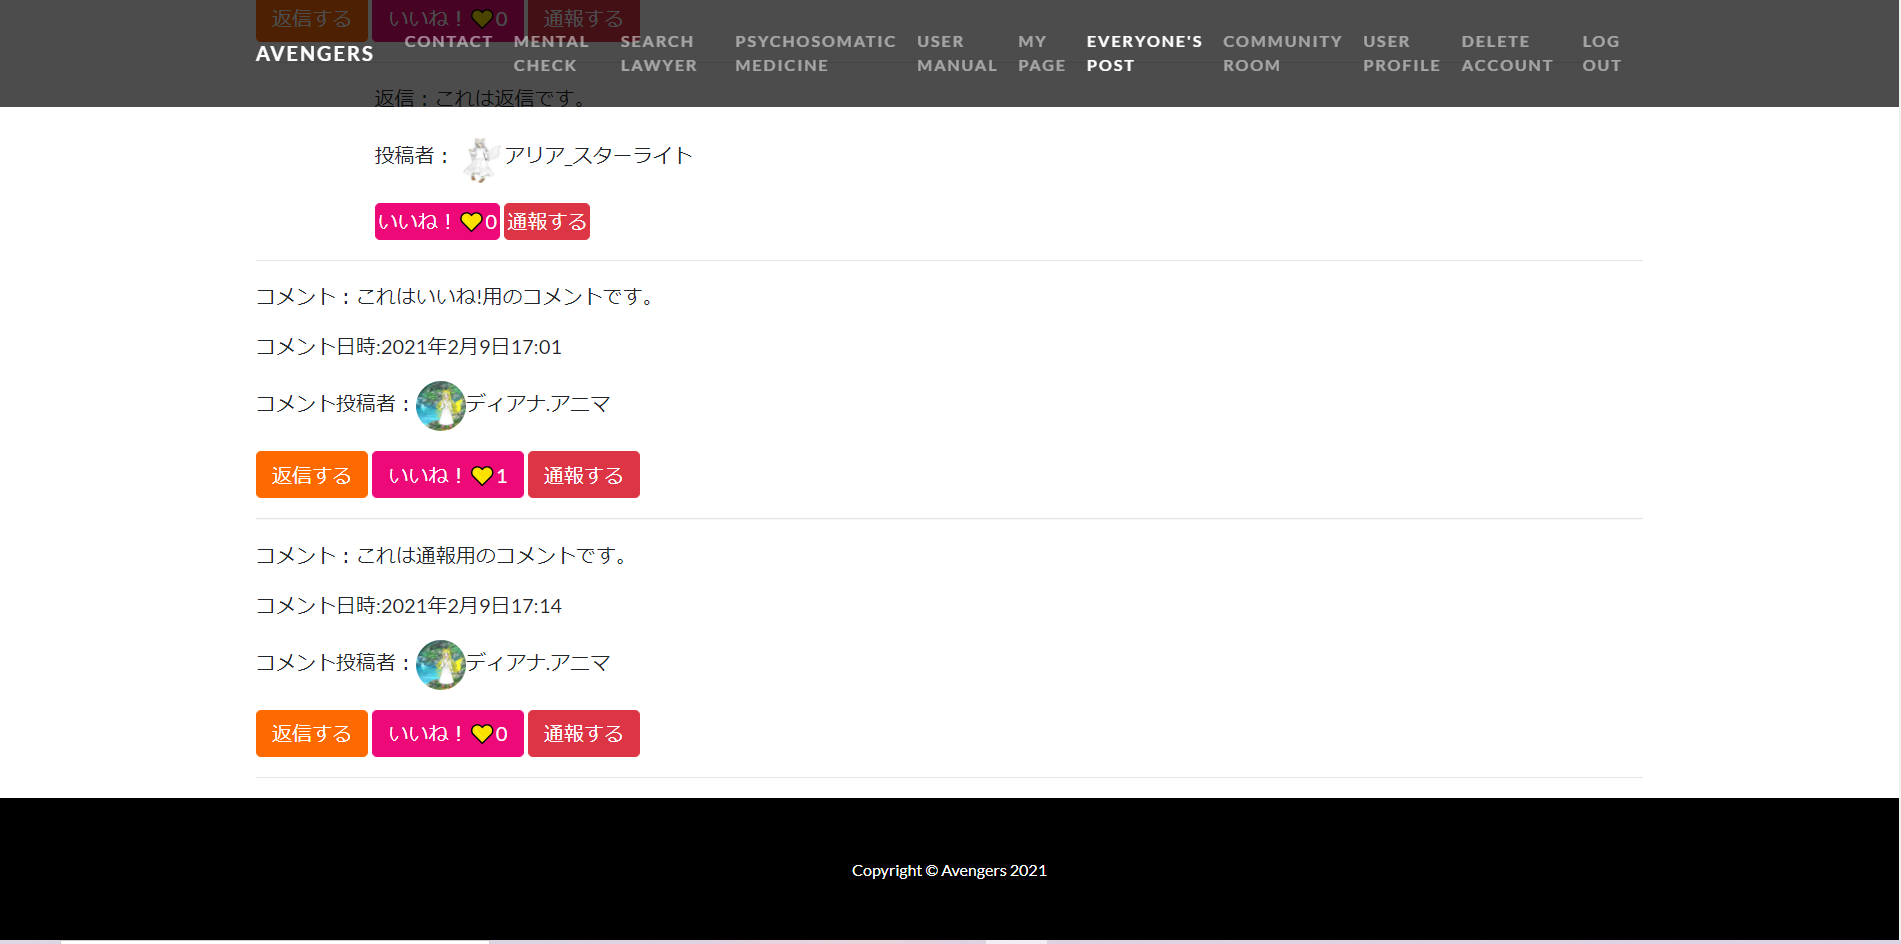 返信する いいね！💛0 通報する
AVENGERS CONTACT MENTAL CHECK SEARCH LAWYER PSYCHOSOMATIC MEDICINE USER MANUAL MY PAGE EVERYONE'S POST COMMUNITY ROOM USER PROFILE DELETE ACCOUNT LOG OUT
返信：これは返信です。
投稿者： アリア_スターライト
いいね！💛0 通報する
コメント：これはいいね!用のコメントです。
コメント日時:2021年2月9日17:01
コメント投稿者： ディアナ.アニマ
返信する いいね！💛1 通報する
コメント：これは通報用のコメントです。
コメント日時:2021年2月9日17:14
コメント投稿者： ディアナ.アニマ
返信する いいね！💛0 通報する
Copyright © Avengers 2021